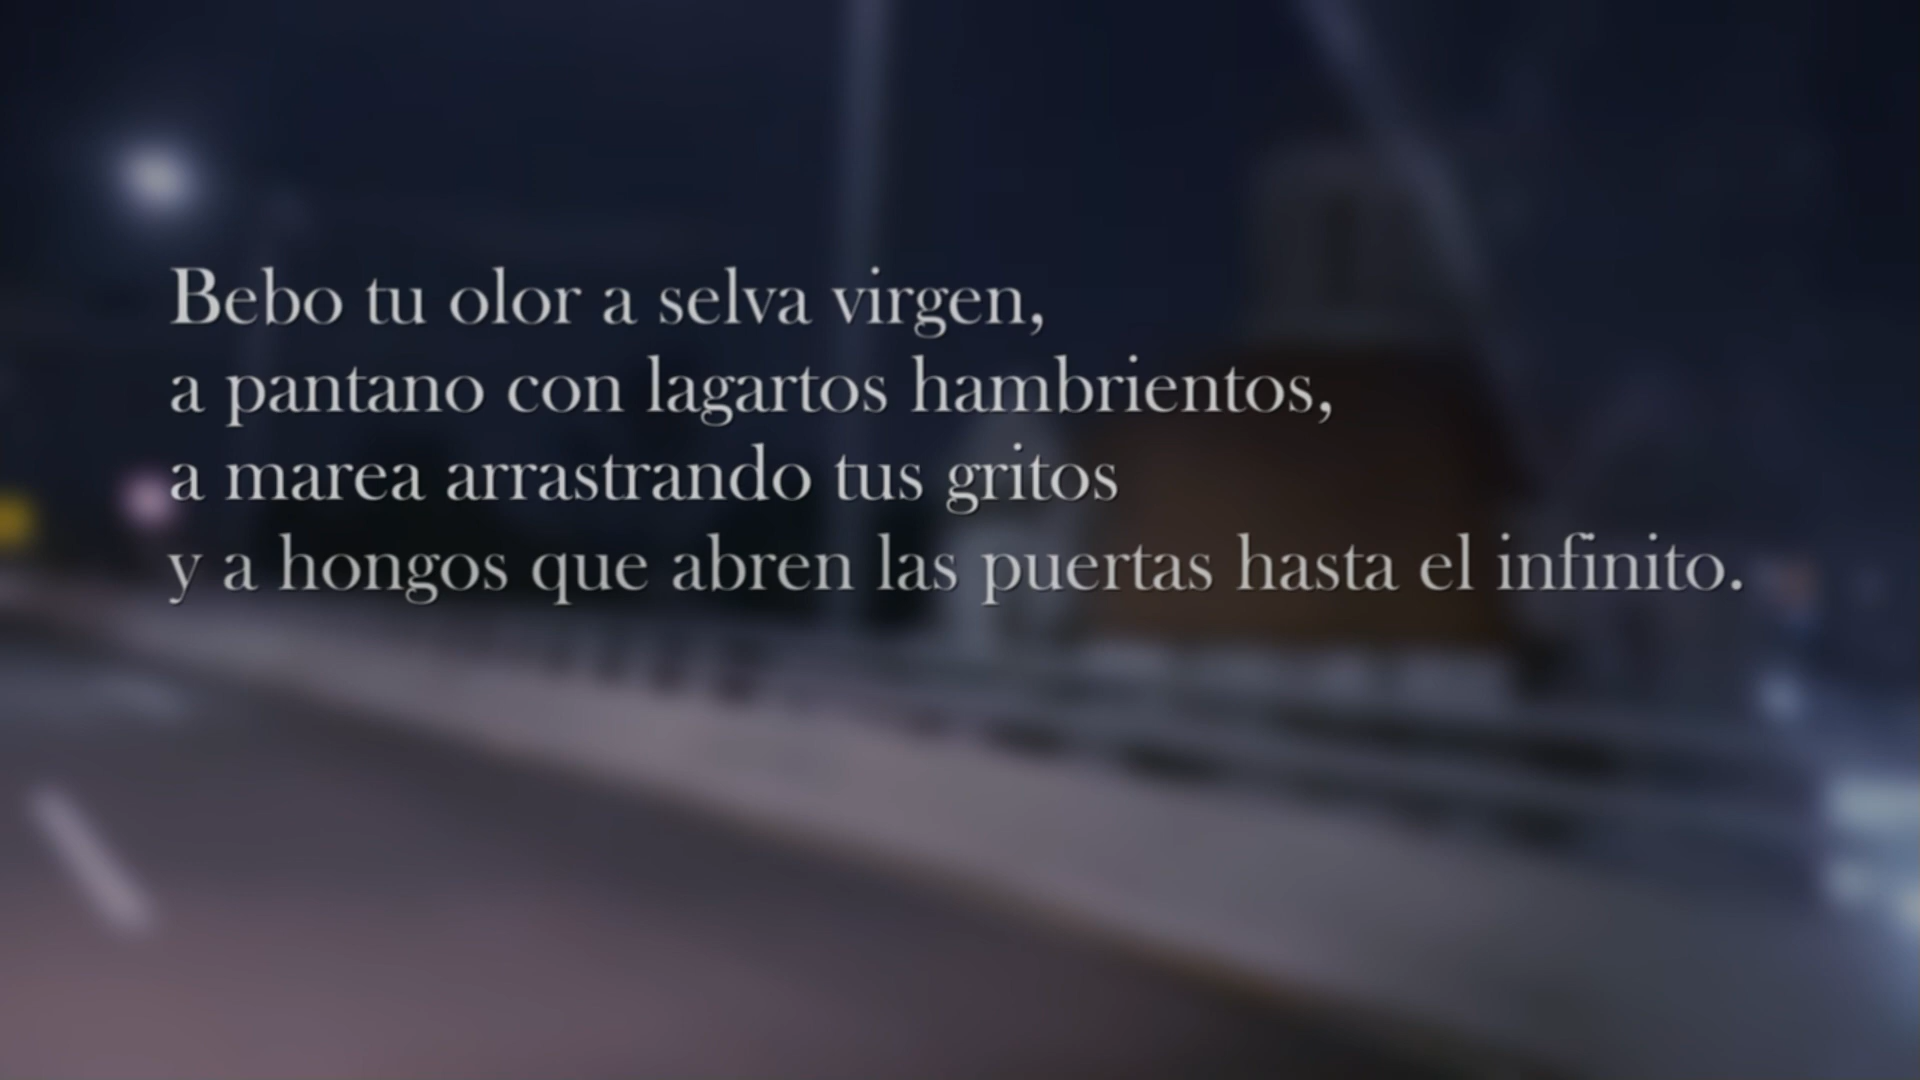 Bebo tu olor a selva virgen,
a pantano con lagartos hambrientos,
a marea arrastrando tus gritos
y a hongos que abren las puertas hasta el infinito.